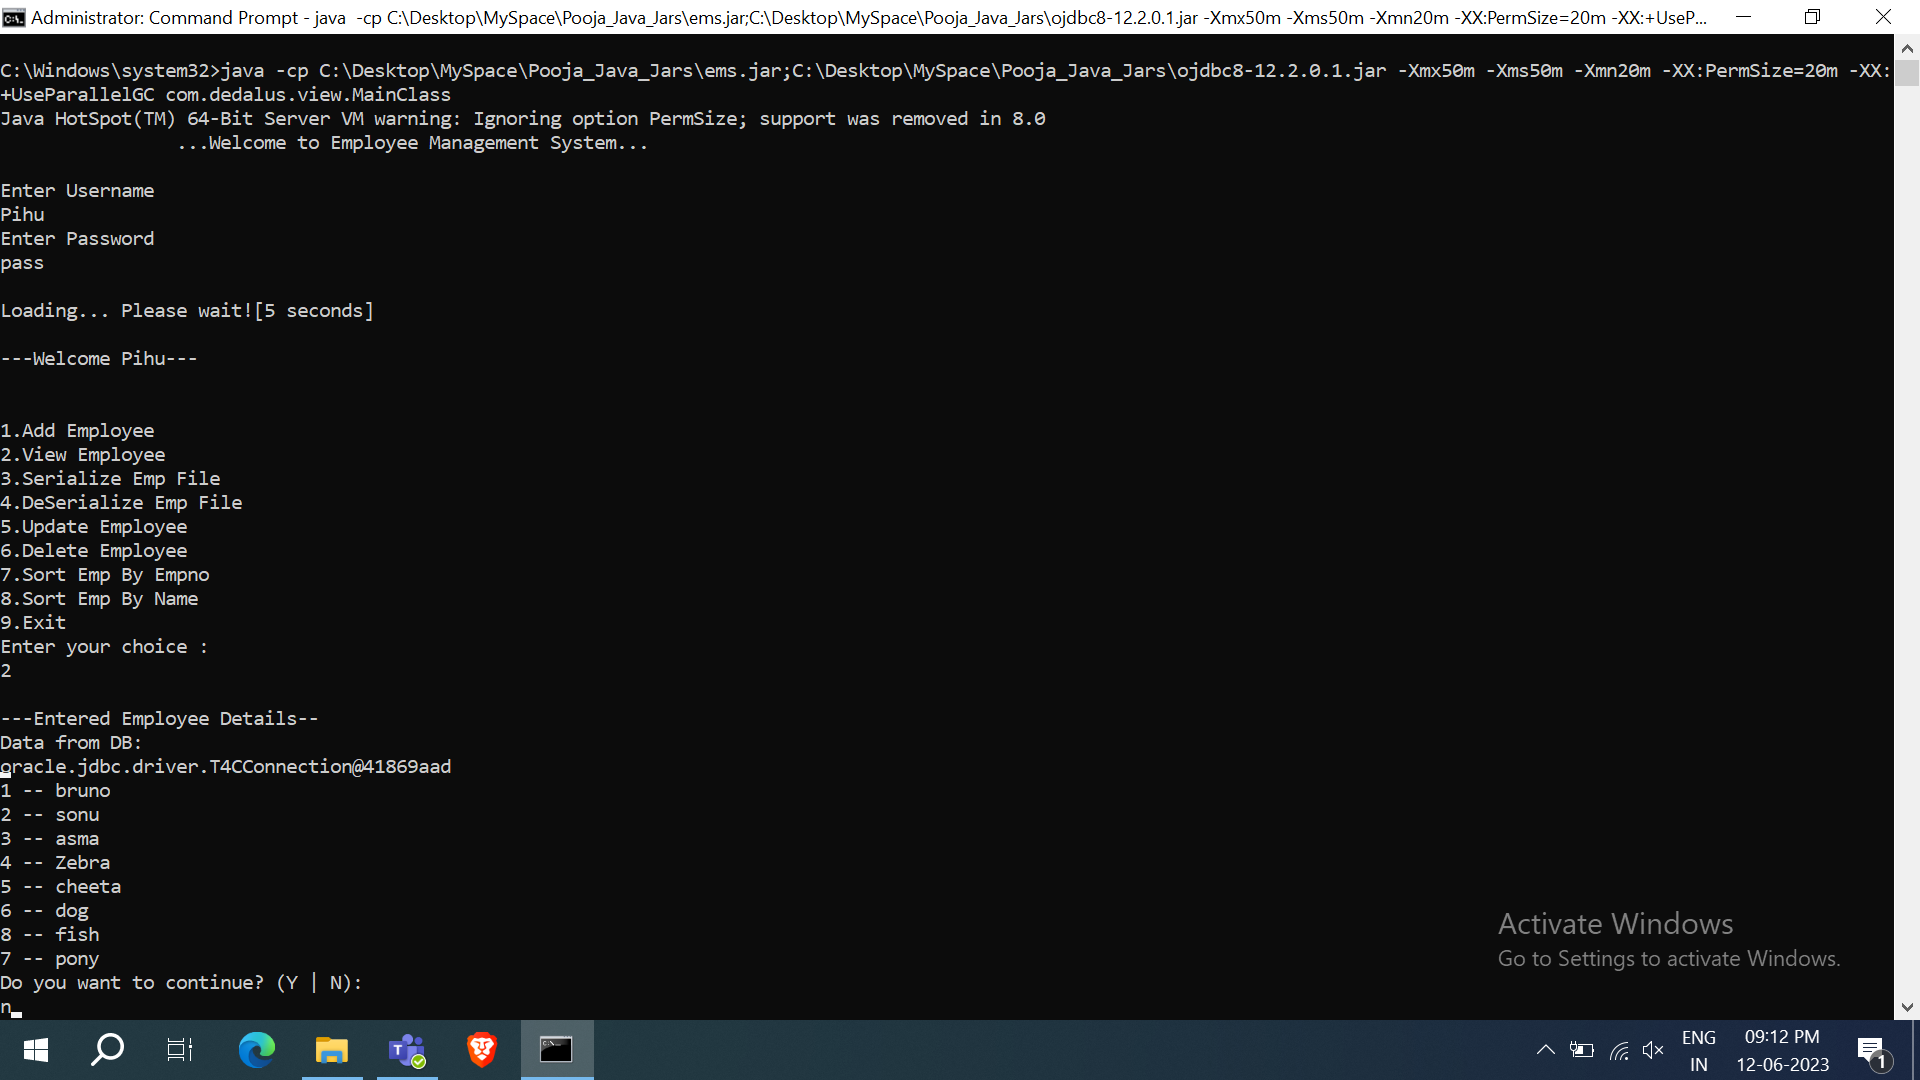 Administrator: Command Prompt - java  -cp C:\Desktop\MySpace\Pooja_Java_Jars\ems.jar;C:\Desktop\MySpace\Pooja_Java_Jars\ojdbc8-12.2.0.1.jar -Xmx50m -Xms50m -Xmn20m -XX:PermSize=20m -XX:+UseP...
C:\Windows\system32>java -cp C:\Desktop\MySpace\Pooja_Java_Jars\ems.jar;C:\Desktop\MySpace\Pooja_Java_Jars\ojdbc8-12.2.0.1.jar -Xmx50m -Xms50m -Xmn20m -XX:PermSize=20m -XX:
+UseParallelGC com.dedalus.view.MainClass
Java HotSpot(TM) 64-Bit Server VM warning: Ignoring option PermSize; support was removed in 8.0
...Welcome to Employee Management System...
Enter Username
Pihu
Enter Password
pass
Loading... Please wait![5 seconds]
---Welcome Pihu---
1.Add Employee
2.View Employee
3.Serialize Emp File
4.DeSerialize Emp File
5.Update Employee
6.Delete Employee
7.Sort Emp By Empno
8.Sort Emp By Name
9.Exit
Enter your choice :
2
---Entered Employee Details--
Data from DB:
oracle.jdbc.driver.T4CConnection@41869aad
1 -- bruno
2 -- sonu
3 -- asma
4 -- Zebra
5 -- cheeta
6 -- dog
8 -- fish
7 -- pony
Do you want to continue? (Y | N):
n
Activate Windows
Go to Settings to activate Windows.
ENG
IN
09:12 PM
12-06-2023
1